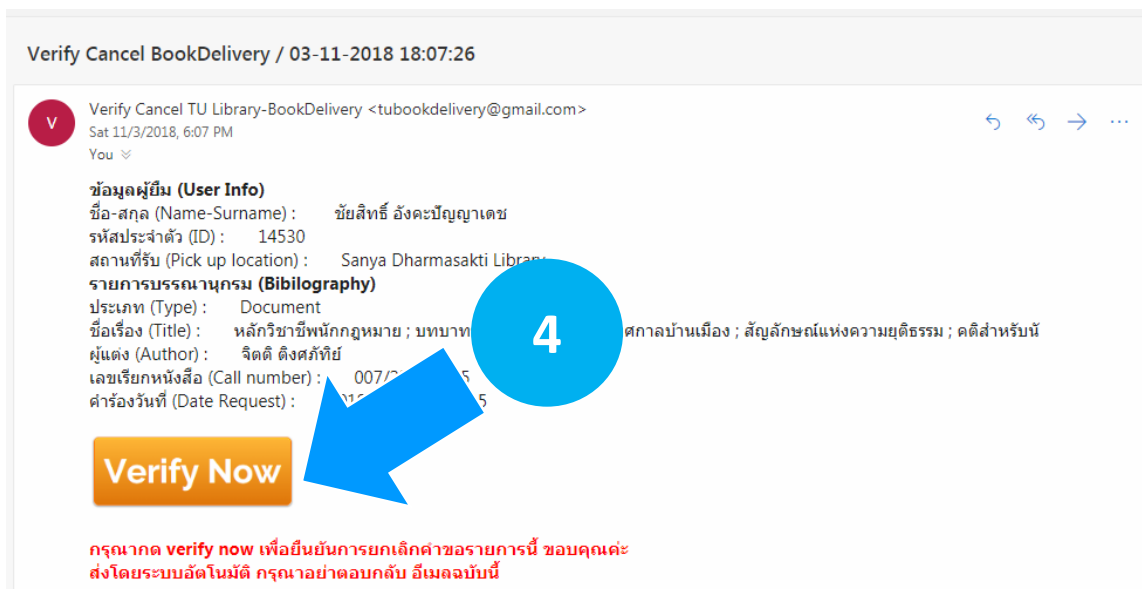 Verify Cancel BookDelivery / 03-11-2018 18:07:26
V
Verify Cancel TU Library-BookDelivery <tubookdelivery@gmail.com>
Sat 11/3/2018, 6:07 PM
You
ข้อมูลผู้ยืม (User Info)
ชื่อ-สกุล (Name-Surname) : ชัยสิทธิ์ อังคะปัญญาเดช
รหัสประจำตัว (ID) : 14530
สถานที่รับ (Pick up location) : Sanya Dharmasakti Library
รายการบรรณานุกรม (Bibilography)
ประเภท (Type) : Document
ชื่อเรื่อง (Title) : หลักวิชาชีพนักกฎหมาย ; บทบาท ศกาลบ้านเมือง ; สัญลักษณ์แห่งความยุติธรรม ; คติสำหรับนั
ผู้แต่ง (Author) : จิตติ ติงศภัทิย์
เลขเรียกหนังสือ (Call number) : 007/ 5
คำร้องวันที่ (Date Request) : 5
4
Verify Now
กรุณากด verify now เพื่อยืนยันการยกเลิกคำขอรายการนี้ ขอบคุณค่ะ
ส่งโดยระบบอัตโนมัติ กรุณาอย่าตอบกลับ อีเมลฉบับนี้